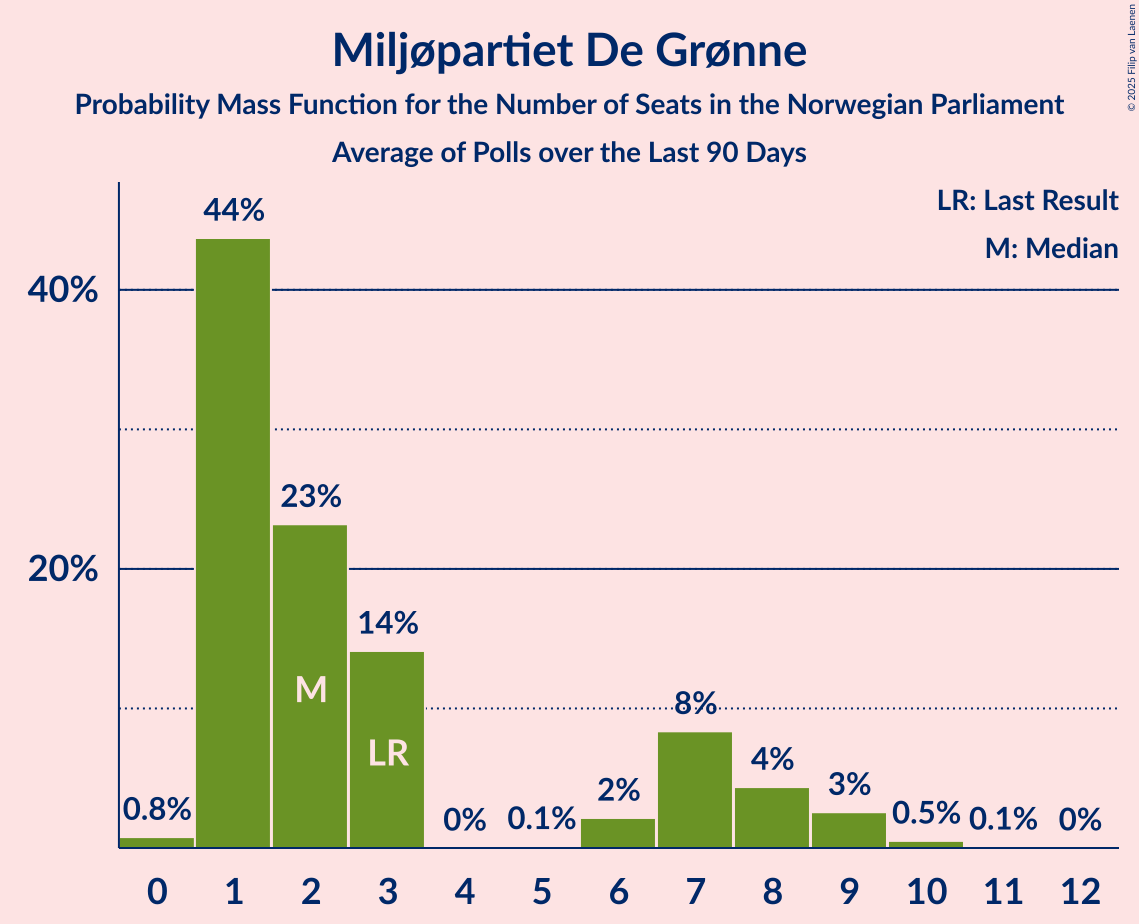 Miljøpartiet De Grønne
Probability Mass Function for the Number of Seats in the Norwegian Parliament
Average of Polls over the Last 90 Days
© 2025 Filip van Laenen
LR: Last Result
M: Median
40%
20%
0.8%
44%
23%
14%
0%
0.1%
2%
8%
4%
3%
0.5%
0.1%
0%
M
LR
0 1 2 3 4 5 6 7 8 9 10 11 12